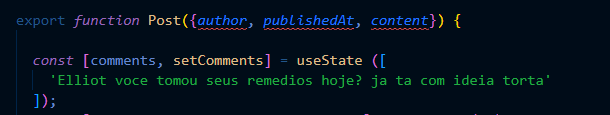 export function Post({author, publishedAt, content}) {
const [comments, setComments] = useState ([
'Elliot voce tomou seus remedios hoje? ja ta com ideia torta'
]);